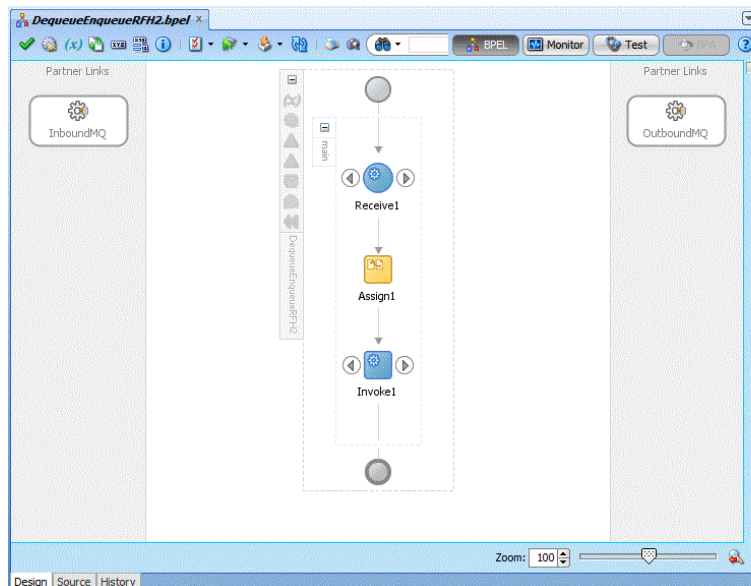 DequeueEnqueueRFH2.bpel
(x)
BPEL
Monitor
Test
BPA
Partner Links
Partner Links
InboundMQ
OutboundMQ
main
Receive1
Assign1
Invoke1
DequeueEnqueueRFH2
Zoom: 100
Design Source History